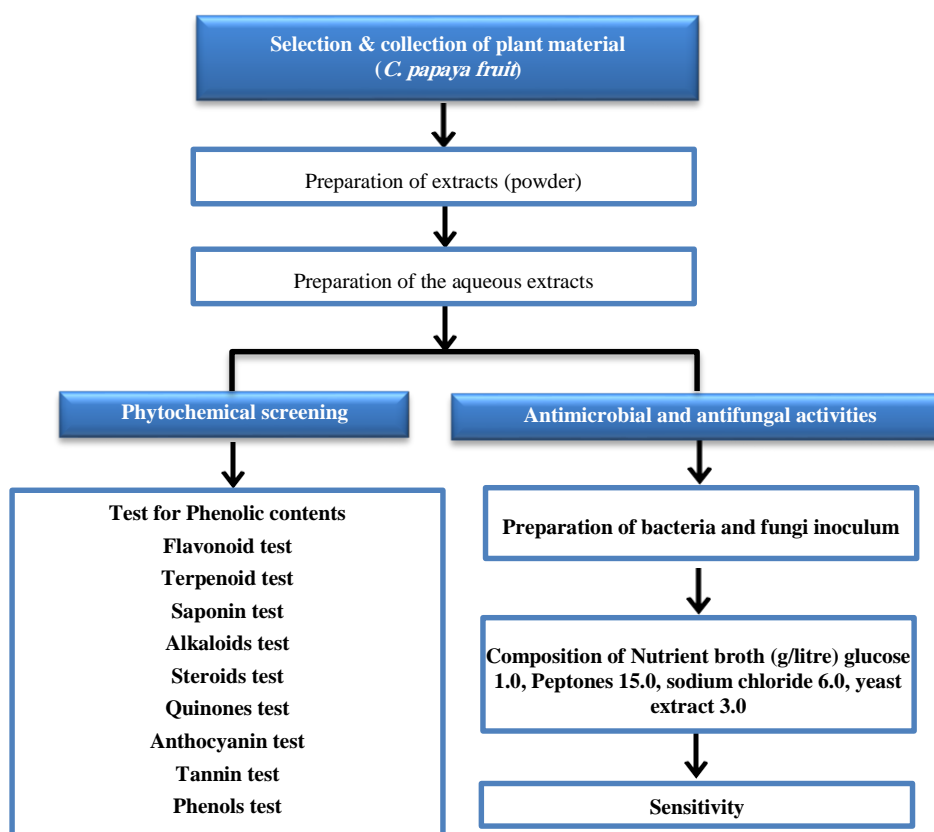 Selection & collection of plant material
(C. papaya fruit)
Preparation of extracts (powder)
Preparation of the aqueous extracts
Phytochemical screening
Test for Phenolic contents
Flavonoid test
Terpenoid test
Saponin test
Alkaloids test
Steroids test
Quinones test
Anthocyanin test
Tannin test
Phenols test
Antimicrobial and antifungal activities
Preparation of bacteria and fungi inoculum
Composition of Nutrient broth (g/litre) glucose
1.0, Peptones 15.0, sodium chloride 6.0, yeast
extract 3.0
Sensitivity